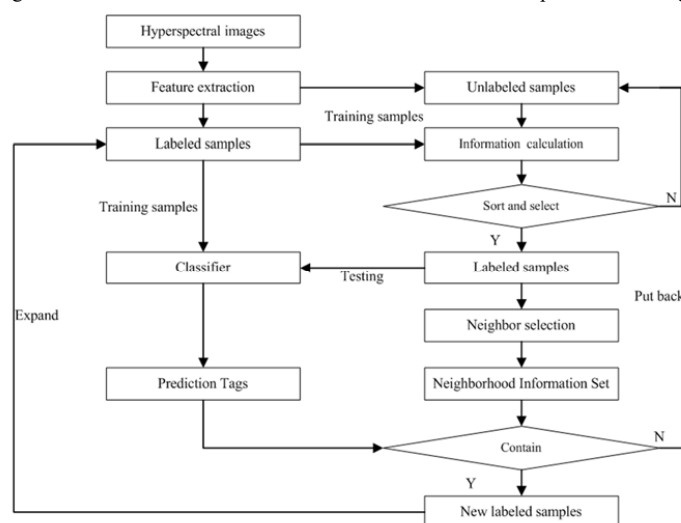 Hyperspectral images
Feature extraction
Unlabeled samples
Training samples
Labeled samples
Information calculation
N
Sort and select
Training samples
Y
Classifier
Testing
Labeled samples
Expand
Put back
Neighbor selection
Prediction Tags
Neighborhood Information Set
N
Contain
Y
New labeled samples